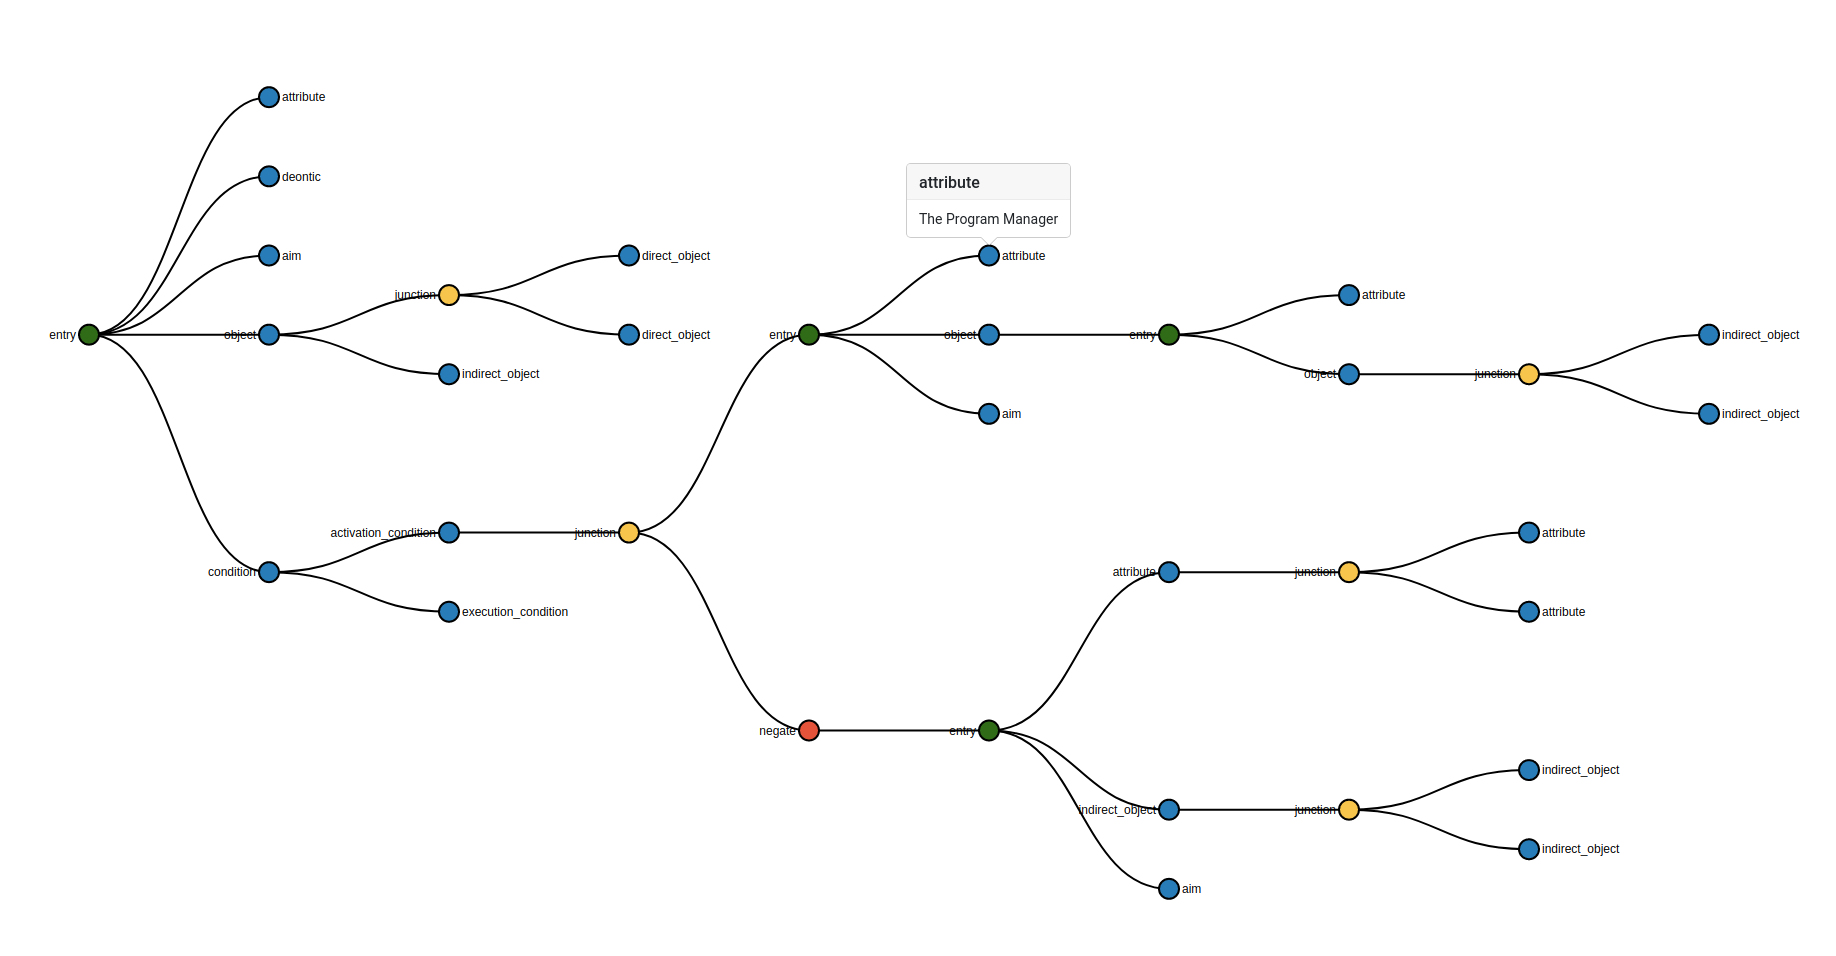 attribute
deontic
attribute
The Program Manager
aim
direct_object
attribute
junction
attribute
entry
object
direct_object
entry
object
entry
indirect_object
indirect_object
object
junction
aim
indirect_object
activation_condition
junction
attribute
condition
attribute
junction
execution_condition
attribute
negate
entry
indirect_object
indirect_object
junction
indirect_object
aim